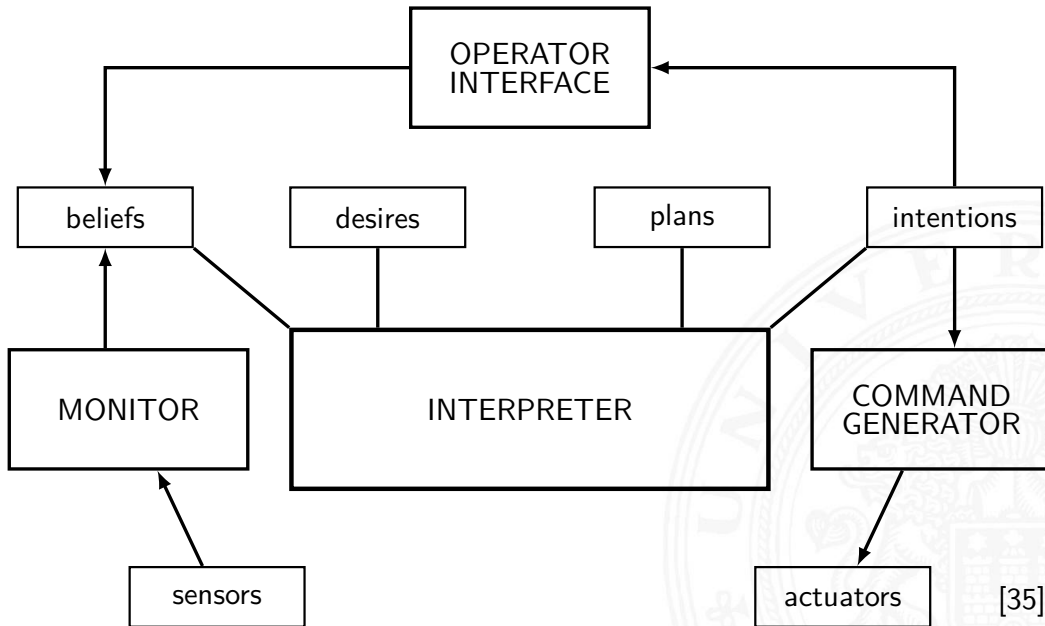 OPERATOR
INTERFACE
beliefs
desires
plans
intentions
MONITOR
INTERPRETER
COMMAND
GENERATOR
sensors
actuators
[35]
U N I V E R